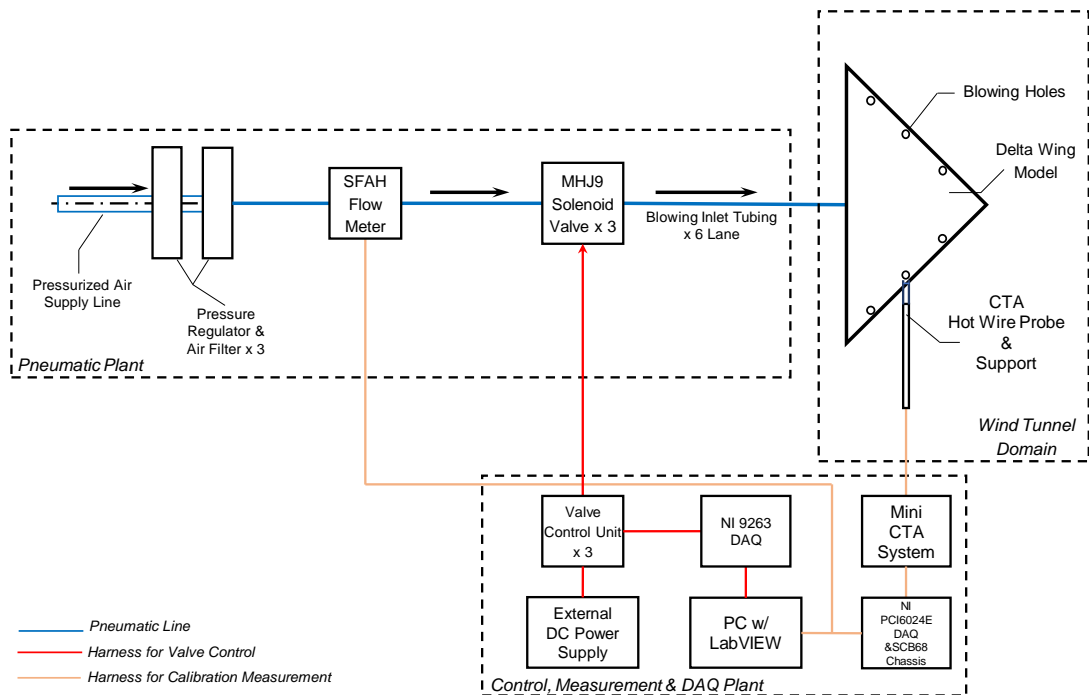 Blowing Holes
Delta Wing
Model
SFAH
Flow
Meter
MHJ9
Solenoid
Valve x 3
Blowing Inlet Tubing
x 6 Lane
Pressurized Air
Supply Line
Pressure
Regulator &
Air Filter x 3
Pneumatic Plant
CTA
Hot Wire Probe
&
Support
Wind Tunnel
Domain
Valve
Control Unit
x 3
NI 9263
DAQ
Mini
CTA
System
External
DC Power
Supply
PC w/
LabVIEW
NI
PCI6024E
DAQ
&SCB68
Chassis
Control, Measurement & DAQ Plant
Pneumatic Line
Harness for Valve Control
Harness for Calibration Measurement